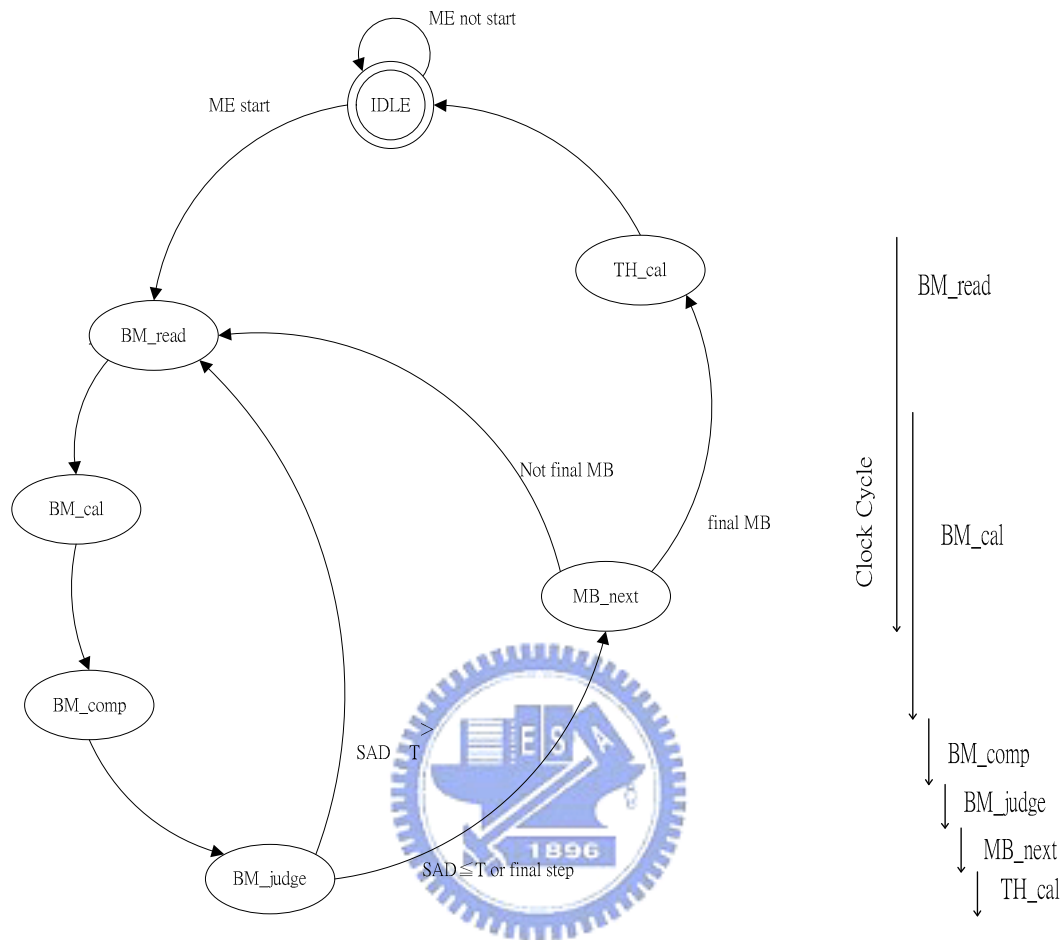 ME not start
IDLE
ME start
TH_cal
BM_read
BM_read
Not final MB
BM_cal
final MB
Clock Cycle
BM_cal
MB_next
BM_comp
SAD > T
E S A
BM_comp
BM_judge
1896
MB_next
SAD≦T or final step
BM_judge
TH_cal